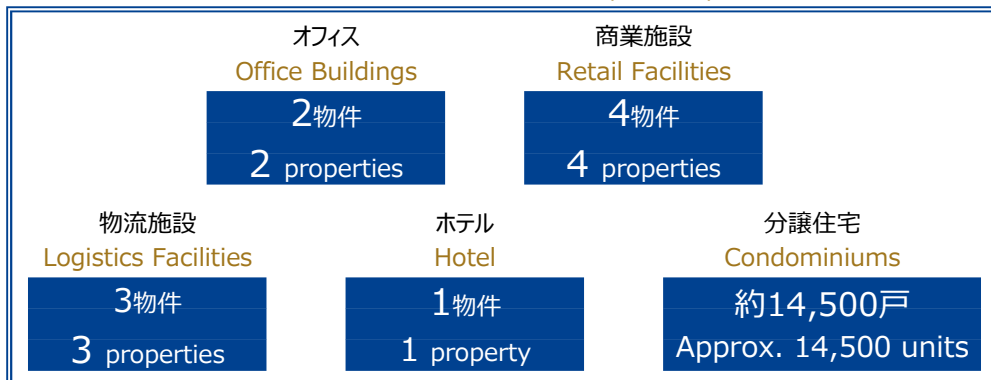 オフィス
Office Buildings
2物件
2 properties
商業施設
Retail Facilities
4物件
4 properties
物流施設
Logistics Facilities
3物件
3 properties
ホテル
Hotel
1物件
1 property
分譲住宅
Condominiums
約14,500戸
Approx. 14,500 units